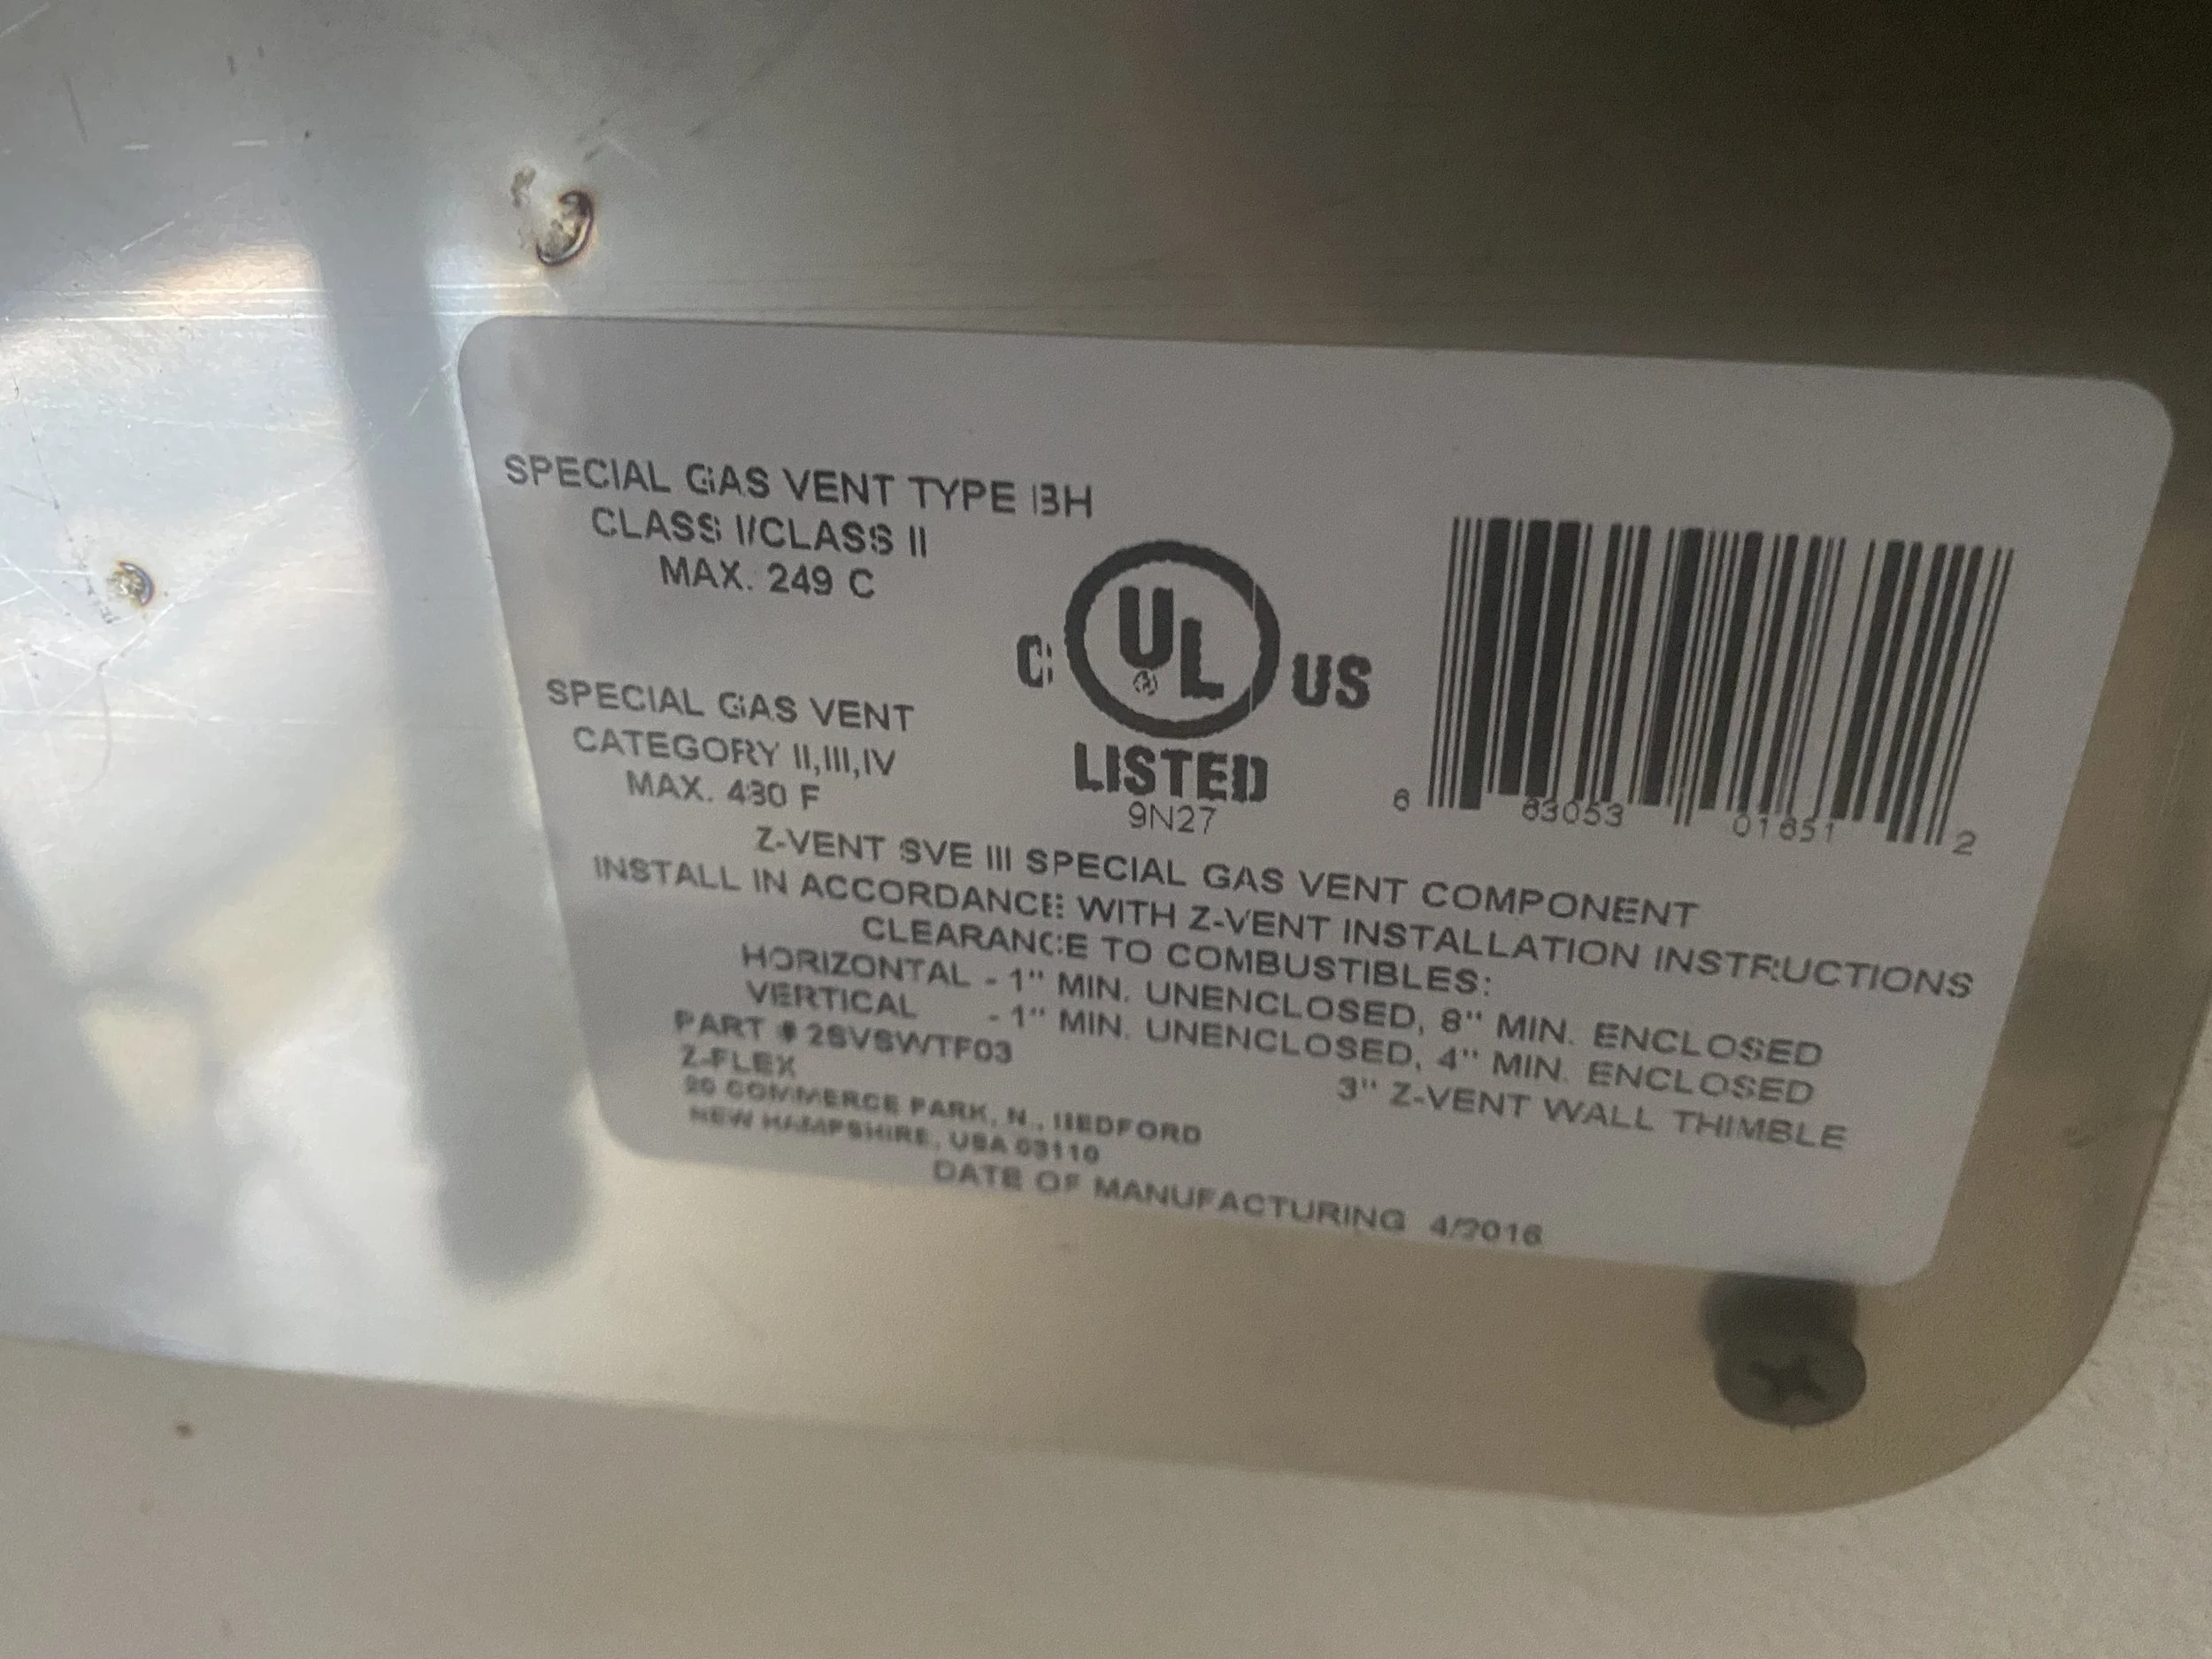 SPECIAL GAS VENT TYPE BH
CLASS I/CLASS II
MAX. 249 C
SPECIAL GAS VENT
CATEGORY II,III,IV
MAX. 480 F
C UL US
®
LISTED
9N27
6 63053 01651 2
Z-VENT SVE III SPECIAL GAS VENT COMPONENT
INSTALL IN ACCORDANCE WITH Z-VENT INSTALLATION INSTRUCTIONS
CLEARANCE TO COMBUSTIBLES:
HORIZONTAL - 1" MIN. UNENCLOSED, 8" MIN. ENCLOSED
VERTICAL - 1" MIN. UNENCLOSED, 4" MIN. ENCLOSED
PART # 2SVSWTF03
3" Z-VENT WALL THIMBLE
Z-FLEX
20 COMMERCE PARK, N., BEDFORD
NEW HAMPSHIRE, USA 03110
DATE OF MANUFACTURING 4/2016